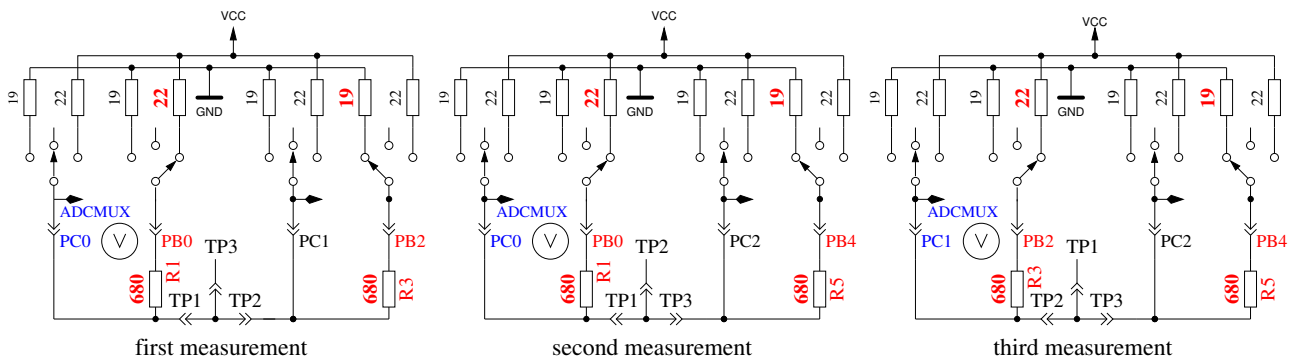 VCC
19
22
19
22
GND
19
22
19
22
ADCMUX
PC0
V
PB0
TP3
PC1
PB2
680
R1
TP1
TP2
680
R3
first measurement
VCC
19
22
19
22
GND
19
22
19
22
ADCMUX
PC0
V
PB0
TP2
PC2
PB4
680
R1
TP1
TP3
680
R5
second measurement
VCC
19
22
19
22
GND
19
22
19
22
ADCMUX
PC1
V
PB2
TP1
PC2
PB4
680
R3
TP2
TP3
680
R5
third measurement